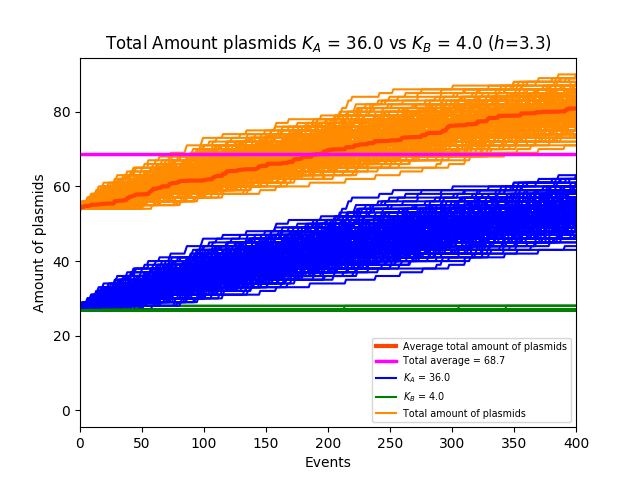 Total Amount plasmids K_A = 36.0 vs K_B = 4.0 (h=3.3)
Amount of plasmids
80
60
40
20
0
Average total amount of plasmids
Total average = 68.7
K_A = 36.0
K_B = 4.0
Total amount of plasmids
0 50 100 150 200 250 300 350 400
Events